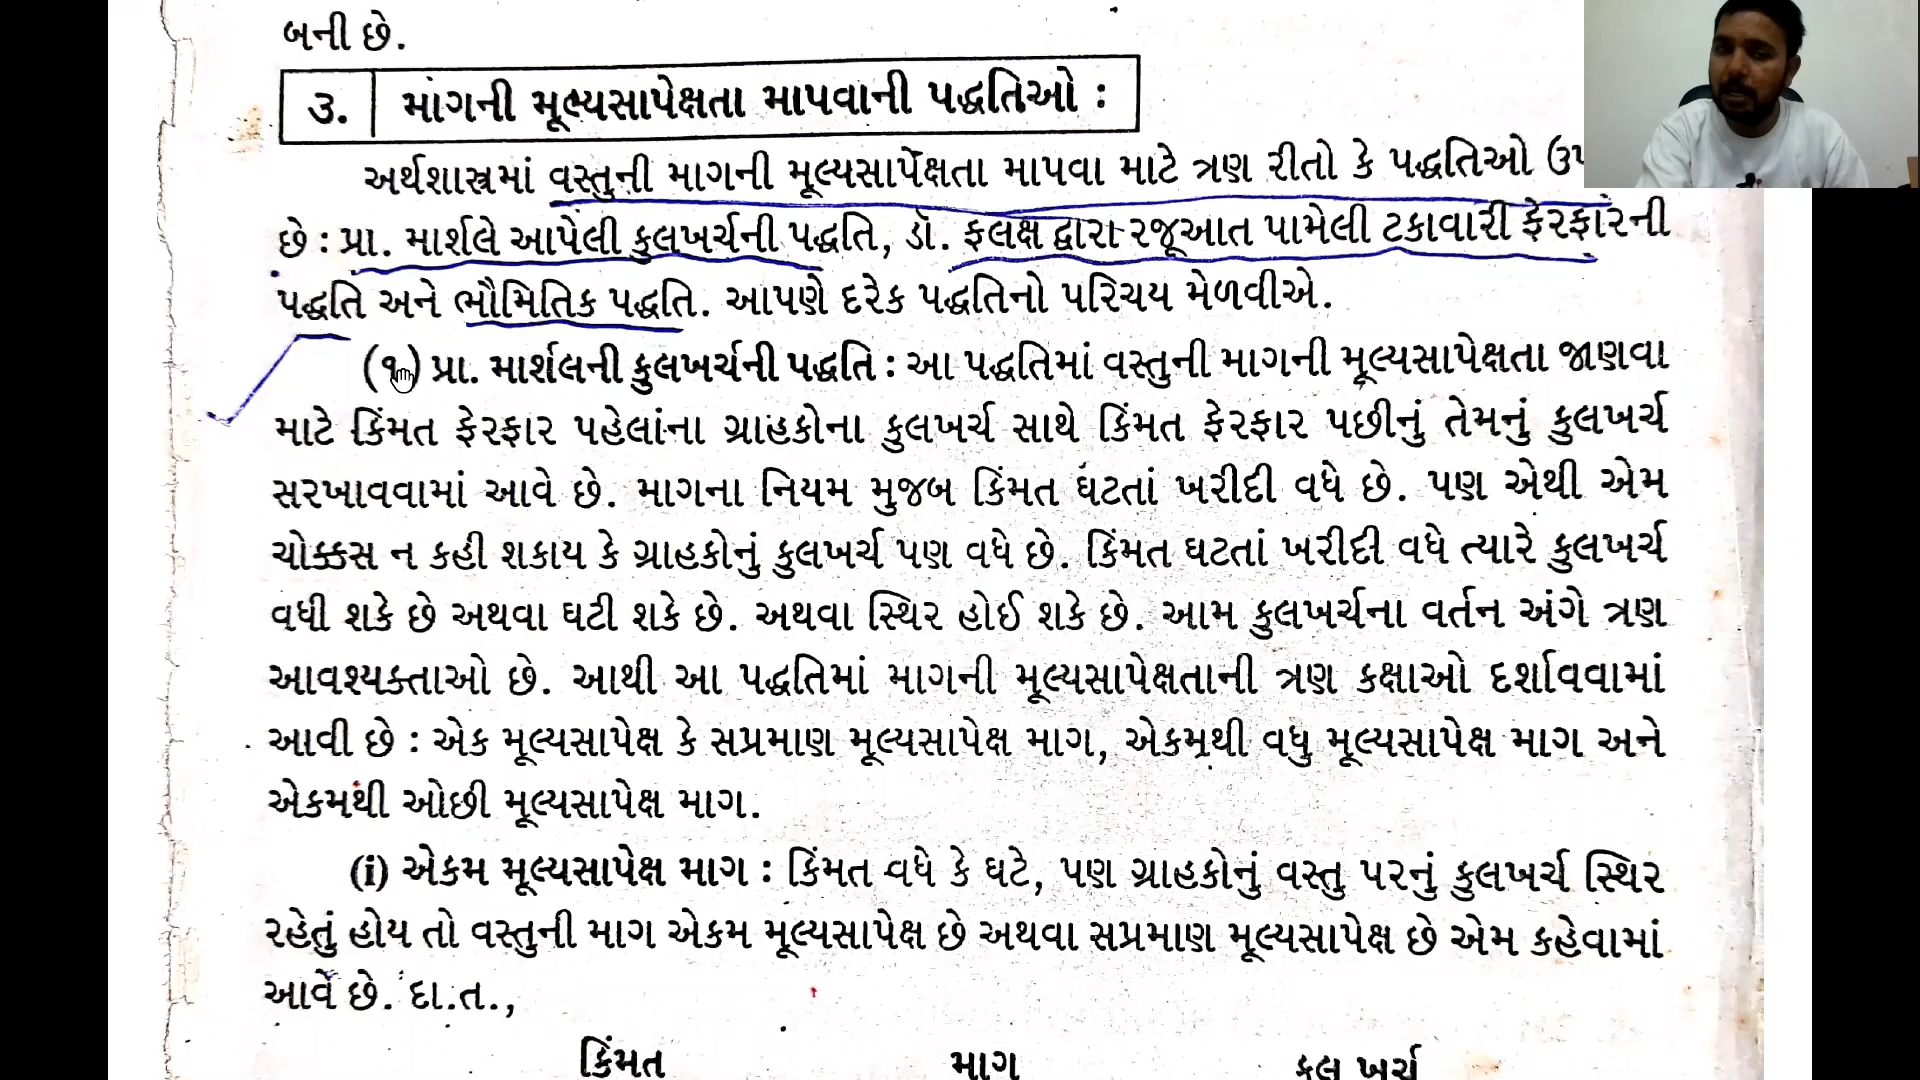 બની છે.
૩. માંગની મૂલ્યસાપેક્ષતા માપવાની પદ્ધતિઓ :
અર્થશાસ્ત્રમાં વસ્તુની માગની મૂલ્યસાપેક્ષતા માપવા માટે ત્રણ રીતો કે પદ્ધતિઓ
છે : પ્રા. માર્શલે આપેલી કુલખર્ચની પદ્ધતિ, ડૉ. ફલક્ષ દ્વારા રજૂઆત પામેલી ટકાવારી ફેરફારની
પદ્ધતિ અને ભૌમિતિક પદ્ધતિ. આપણે દરેક પદ્ધતિનો પરિચય મેળવીએ.
(૧) પ્રા. માર્શલની કુલખર્ચની પદ્ધતિ : આ પદ્ધતિમાં વસ્તુની માગની મૂલ્યસાપેક્ષતા જાણવા
માટે કિંમત ફેરફાર પહેલાંના ગ્રાહકોના કુલખર્ચ સાથે કિંમત ફેરફાર પછીનું તેમનું કુલખર્ચ
સરખાવવામાં આવે છે. માગના નિયમ મુજબ કિંમત ઘટતાં ખરીદી વધે છે. પણ એથી એમ
ચોક્કસ ન કહી શકાય કે ગ્રાહકોનું કુલખર્ચ પણ વધે છે. કિંમત ઘટતાં ખરીદી વધે ત્યારે કુલખર્ચ
વધી શકે છે અથવા ઘટી શકે છે. અથવા સ્થિર હોઈ શકે છે. આમ કુલખર્ચના વર્તન અંગે ત્રણ
આવશ્યક્તાઓ છે. આથી આ પદ્ધતિમાં માગની મૂલ્યસાપેક્ષતાની ત્રણ કક્ષાઓ દર્શાવવામાં
આવી છે : એક મૂલ્યસાપેક્ષ કે સપ્રમાણ મૂલ્યસાપેક્ષ માગ, એકમથી વધુ મૂલ્યસાપેક્ષ માગ અને
એકમથી ઓછી મૂલ્યસાપેક્ષ માગ.
(i) એકમ મૂલ્યસાપેક્ષ માગ : કિંમત વધે કે ઘટે, પણ ગ્રાહકોનું વસ્તુ પરનું કુલખર્ચ સ્થિર
રહેતું હોય તો વસ્તુની માગ એકમ મૂલ્યસાપેક્ષ છે અથવા સપ્રમાણ મૂલ્યસાપેક્ષ છે એમ કહેવામાં
આવે છે. દા.ત.,
કિંમત માગ કુલ ખર્ચ